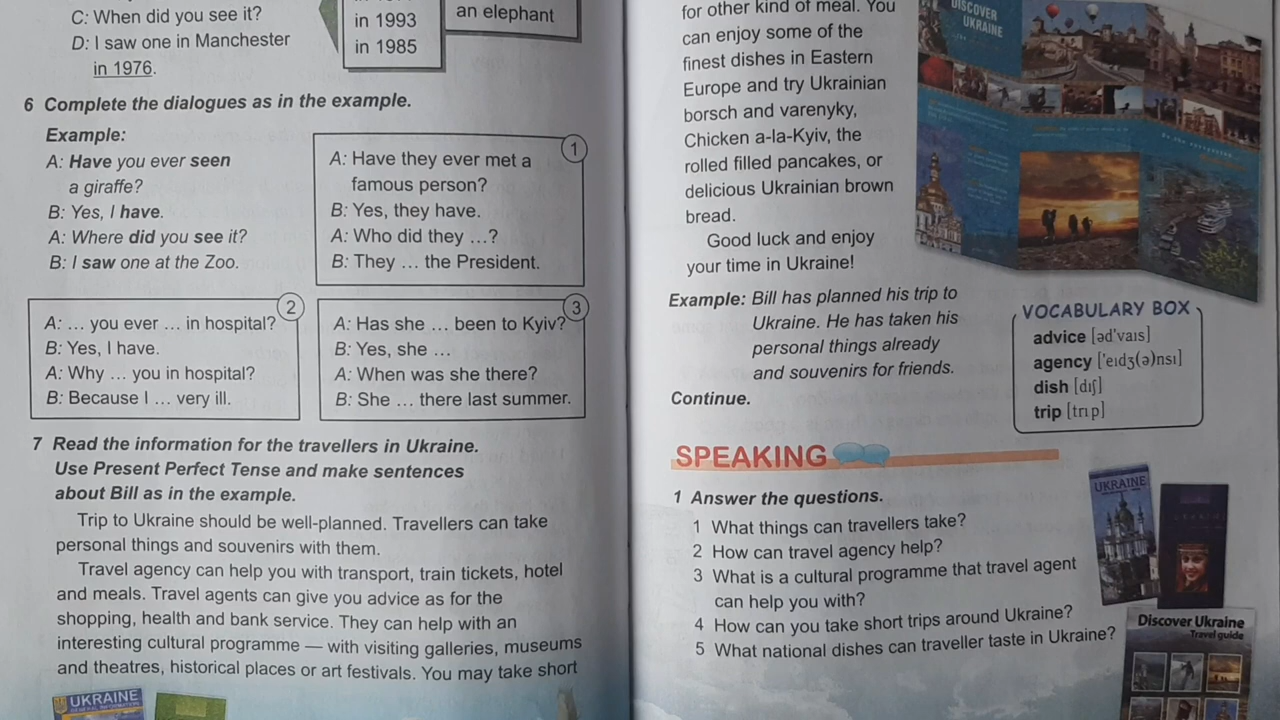 C: When did you see it?
D: I saw one in Manchester
in 1976.
in 1993
in 1985
an elephant
6 Complete the dialogues as in the example.
Example:
A: Have you ever seen
a giraffe?
B: Yes, I have.
A: Where did you see it?
B: I saw one at the Zoo.
1
A: Have they ever met a
famous person?
B: Yes, they have.
A: Who did they ...?
B: They ... the President.
2
A: ... you ever ... in hospital?
B: Yes, I have.
A: Why ... you in hospital?
B: Because I ... very ill.
3
A: Has she ... been to Kyiv?
B: Yes, she ...
A: When was she there?
B: She ... there last summer.
7 Read the information for the travellers in Ukraine.
Use Present Perfect Tense and make sentences
about Bill as in the example.
Trip to Ukraine should be well-planned. Travellers can take
personal things and souvenirs with them.
Travel agency can help you with transport, train tickets, hotel
and meals. Travel agents can give you advice as for the
shopping, health and bank service. They can help with an
interesting cultural programme — with visiting galleries, museums
and theatres, historical places or art festivals. You may take short
UKRAINE
GENERAL INFORMATION
for other kind of meal. You
can enjoy some of the
finest dishes in Eastern
Europe and try Ukrainian
borsch and varenyky,
Chicken a-la-Kyiv, the
rolled filled pancakes, or
delicious Ukrainian brown
bread.
Good luck and enjoy
your time in Ukraine!
DISCOVER
UKRAINE
Example: Bill has planned his trip to
Ukraine. He has taken his
personal things already
and souvenirs for friends.
Continue.
VOCABULARY BOX
advice [əd'vaɪs]
agency ['eɪdʒ(ə)nsɪ]
dish [dɪʃ]
trip [trɪp]
SPEAKING
1 Answer the questions.
1 What things can travellers take?
2 How can travel agency help?
3 What is a cultural programme that travel agent
can help you with?
4 How can you take short trips around Ukraine?
5 What national dishes can traveller taste in Ukraine?
UKRAINE
Discover Ukraine
Travel guide